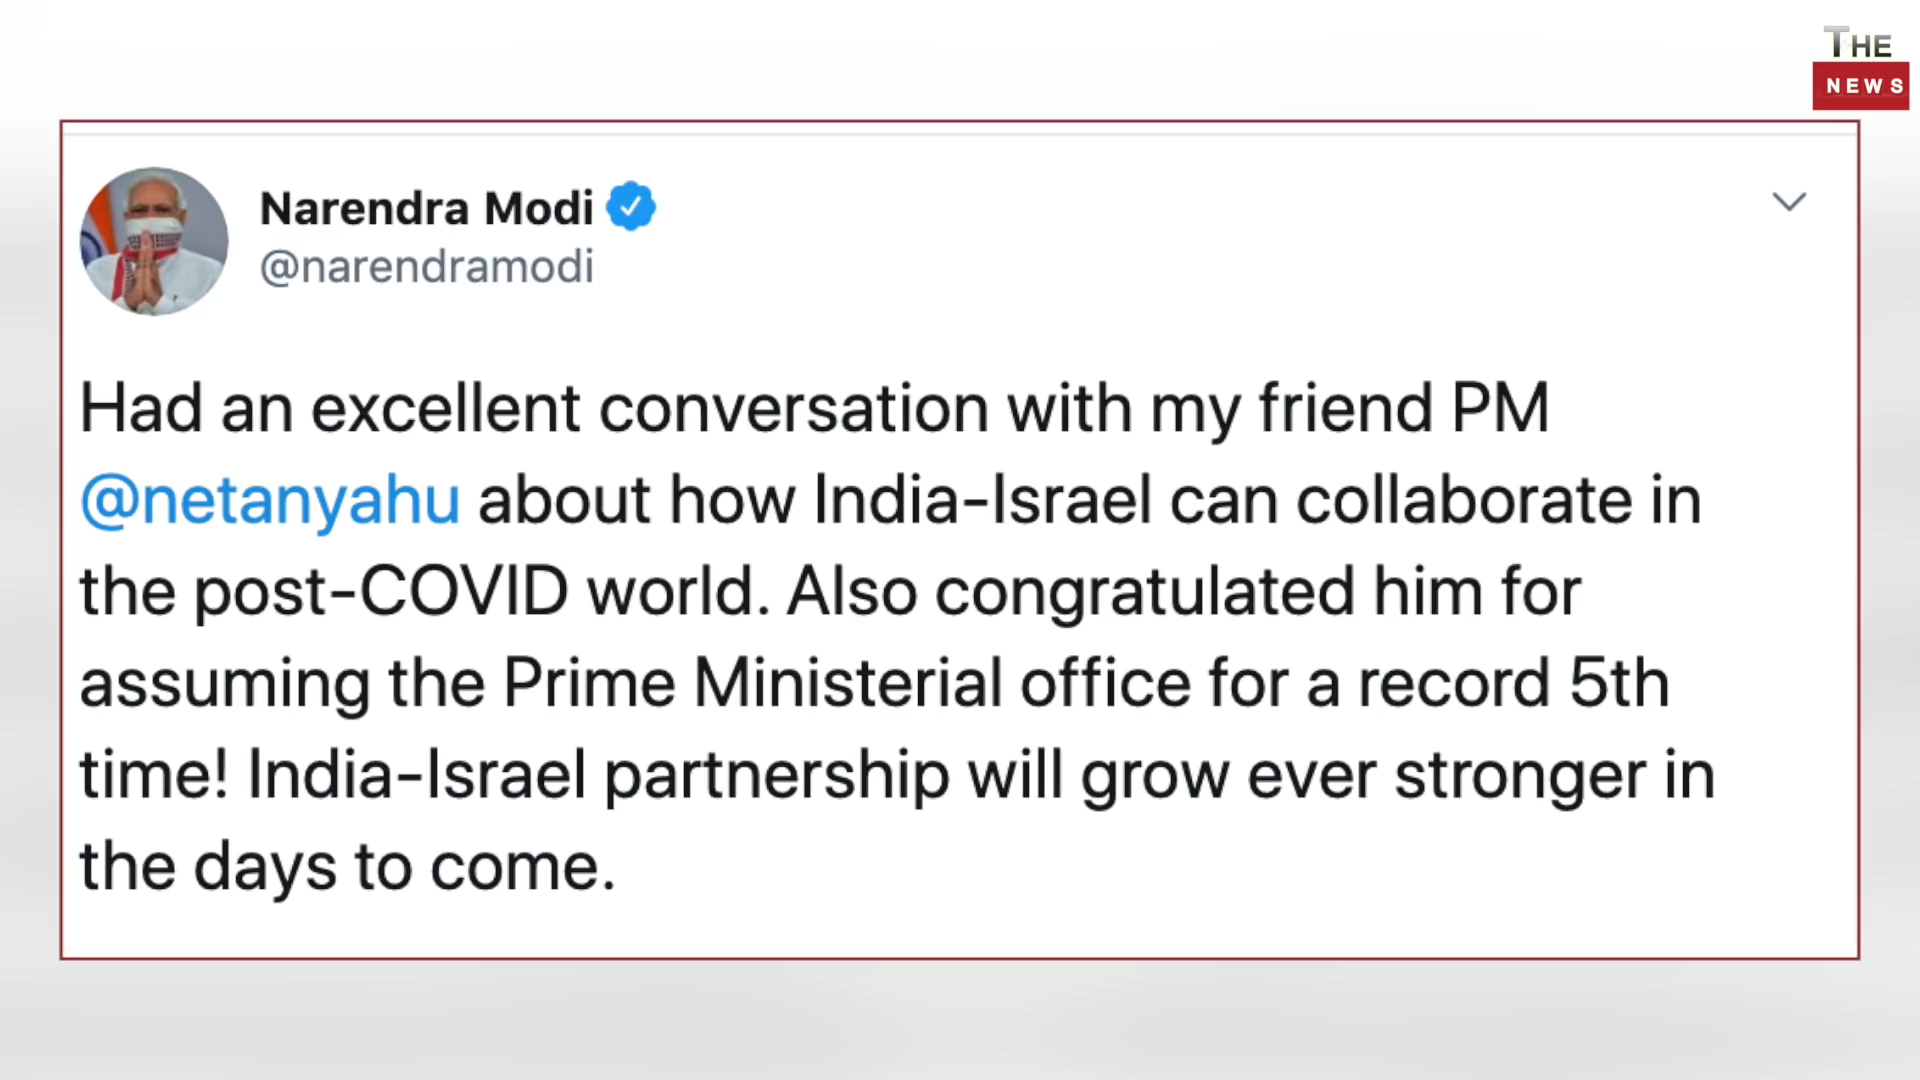 THE
NEWS
Narendra Modi
@narendramodi
Had an excellent conversation with my friend PM
@netanyahu about how India-Israel can collaborate in
the post-COVID world. Also congratulated him for
assuming the Prime Ministerial office for a record 5th
time! India-Israel partnership will grow ever stronger in
the days to come.